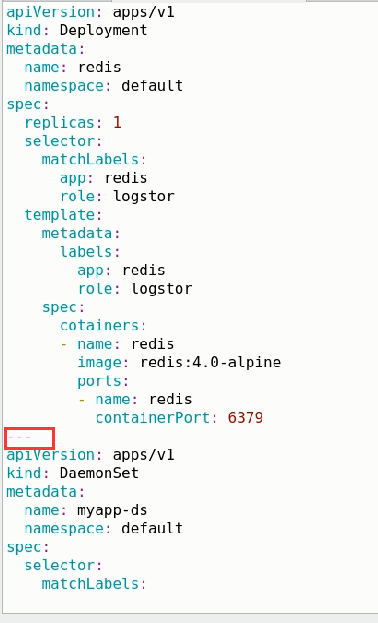 apiVersion: apps/v1
kind: Deployment
metadata:
  name: redis
  namespace: default
spec:
  replicas: 1
  selector:
    matchLabels:
      app: redis
      role: logstor
  template:
    metadata:
      labels:
        app: redis
        role: logstor
    spec:
      cotainers:
      - name: redis
        image: redis:4.0-alpine
        ports:
        - name: redis
          containerPort: 6379
---
apiVersion: apps/v1
kind: DaemonSet
metadata:
  name: myapp-ds
  namespace: default
spec:
  selector:
    matchLabels: